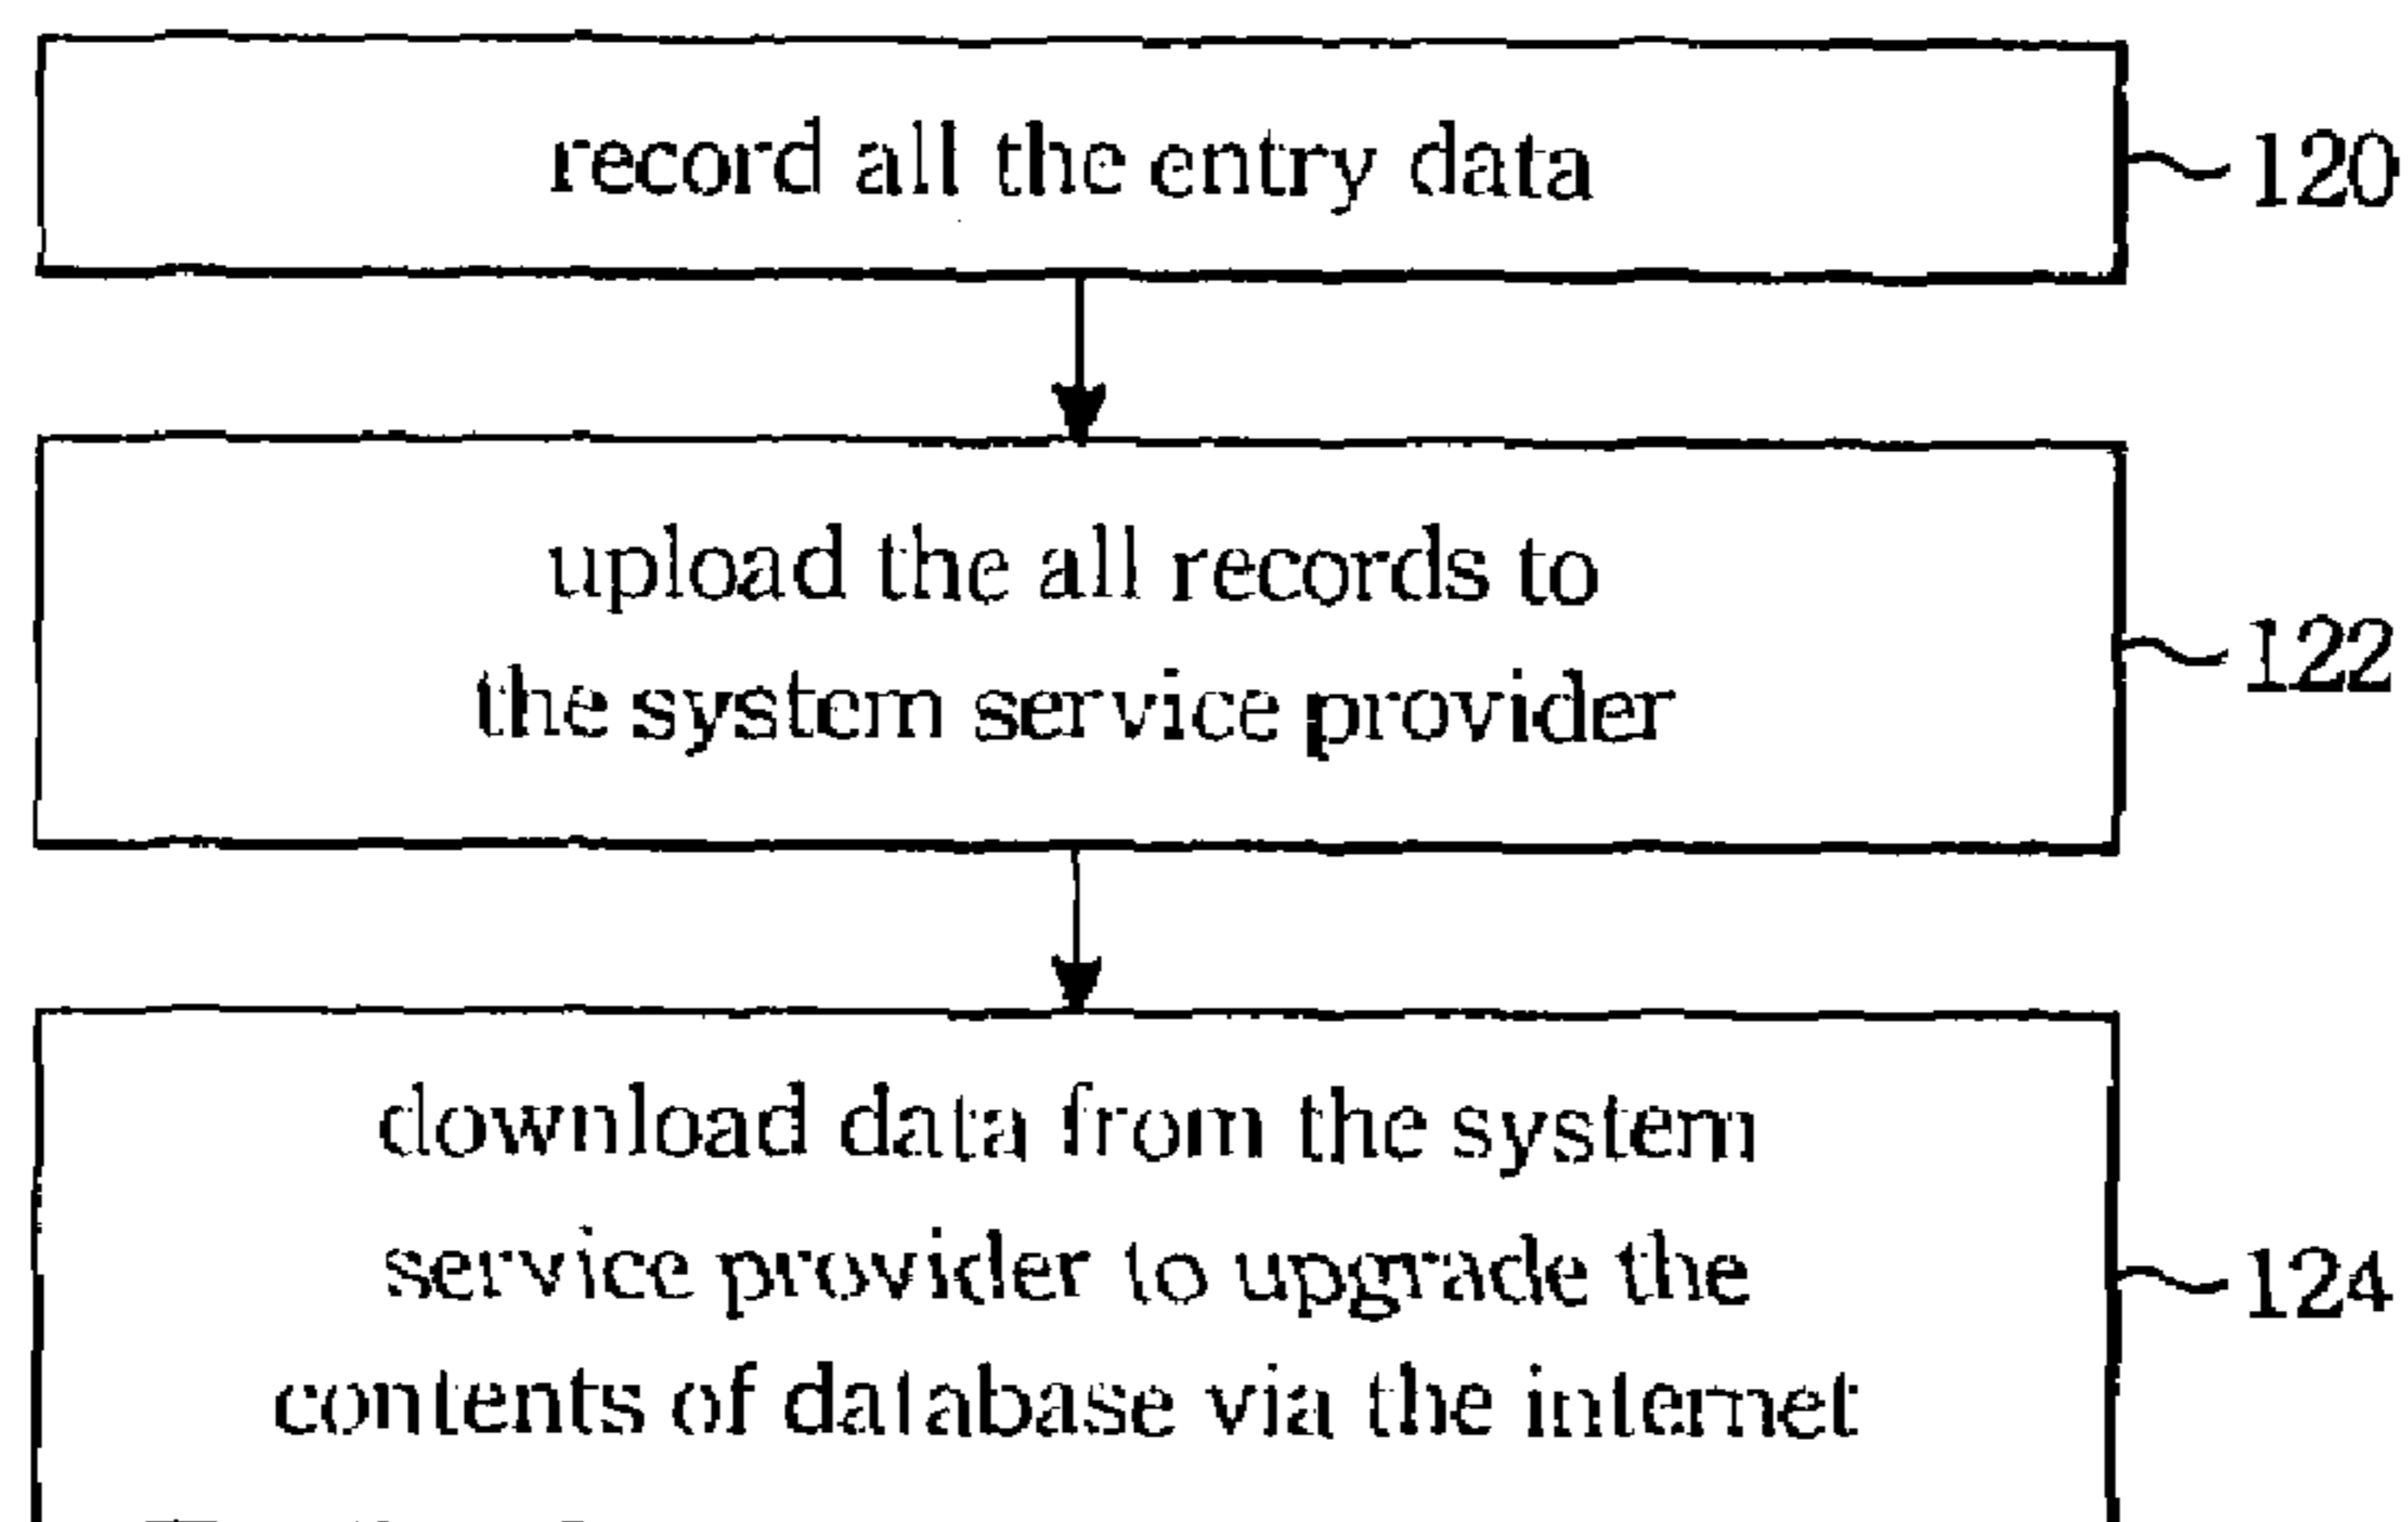 record all the entry data
120
upload the all records to
the system service provider
122
download data from the system
service provider to upgrade the
contents of database via the internet
124